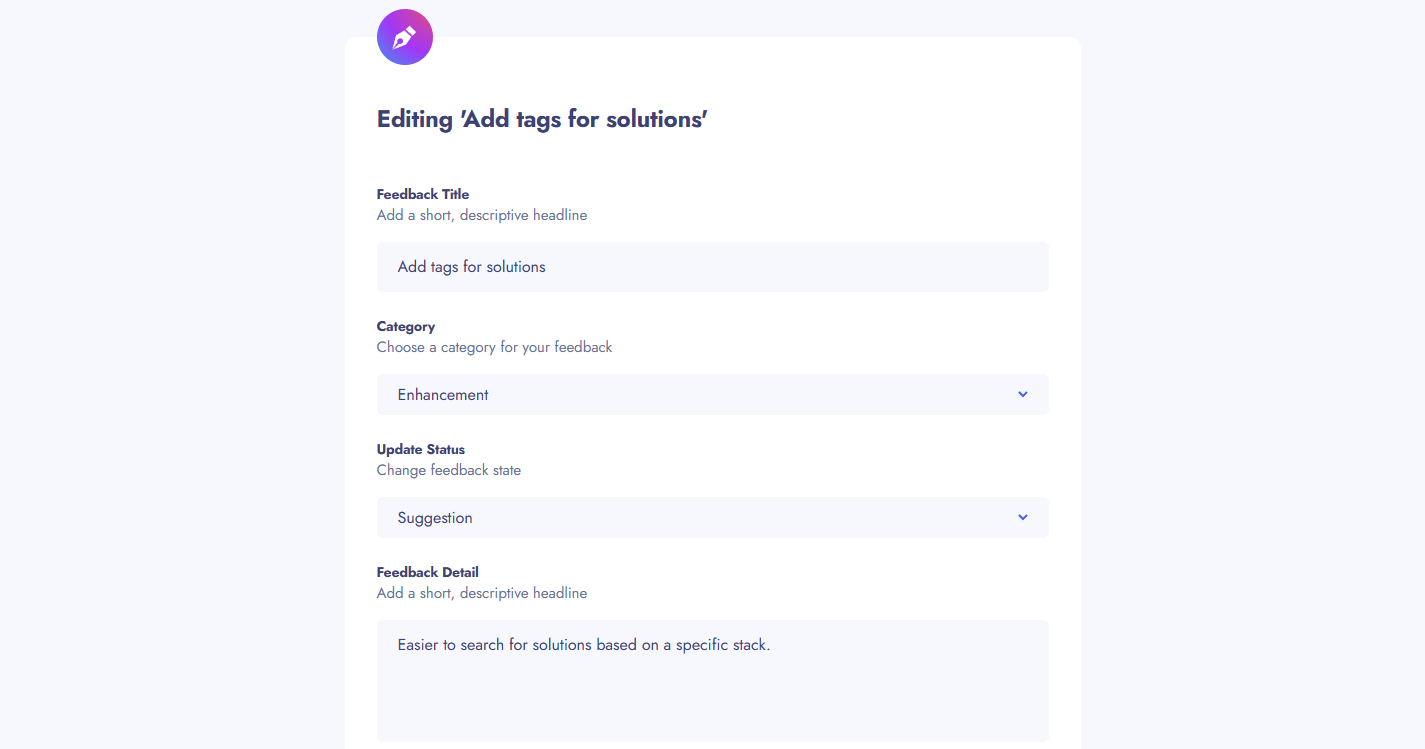 Editing 'Add tags for solutions'
Feedback Title
Add a short, descriptive headline
Add tags for solutions
Category
Choose a category for your feedback
Enhancement
Update Status
Change feedback state
Suggestion
Feedback Detail
Add a short, descriptive headline
Easier to search for solutions based on a specific stack.